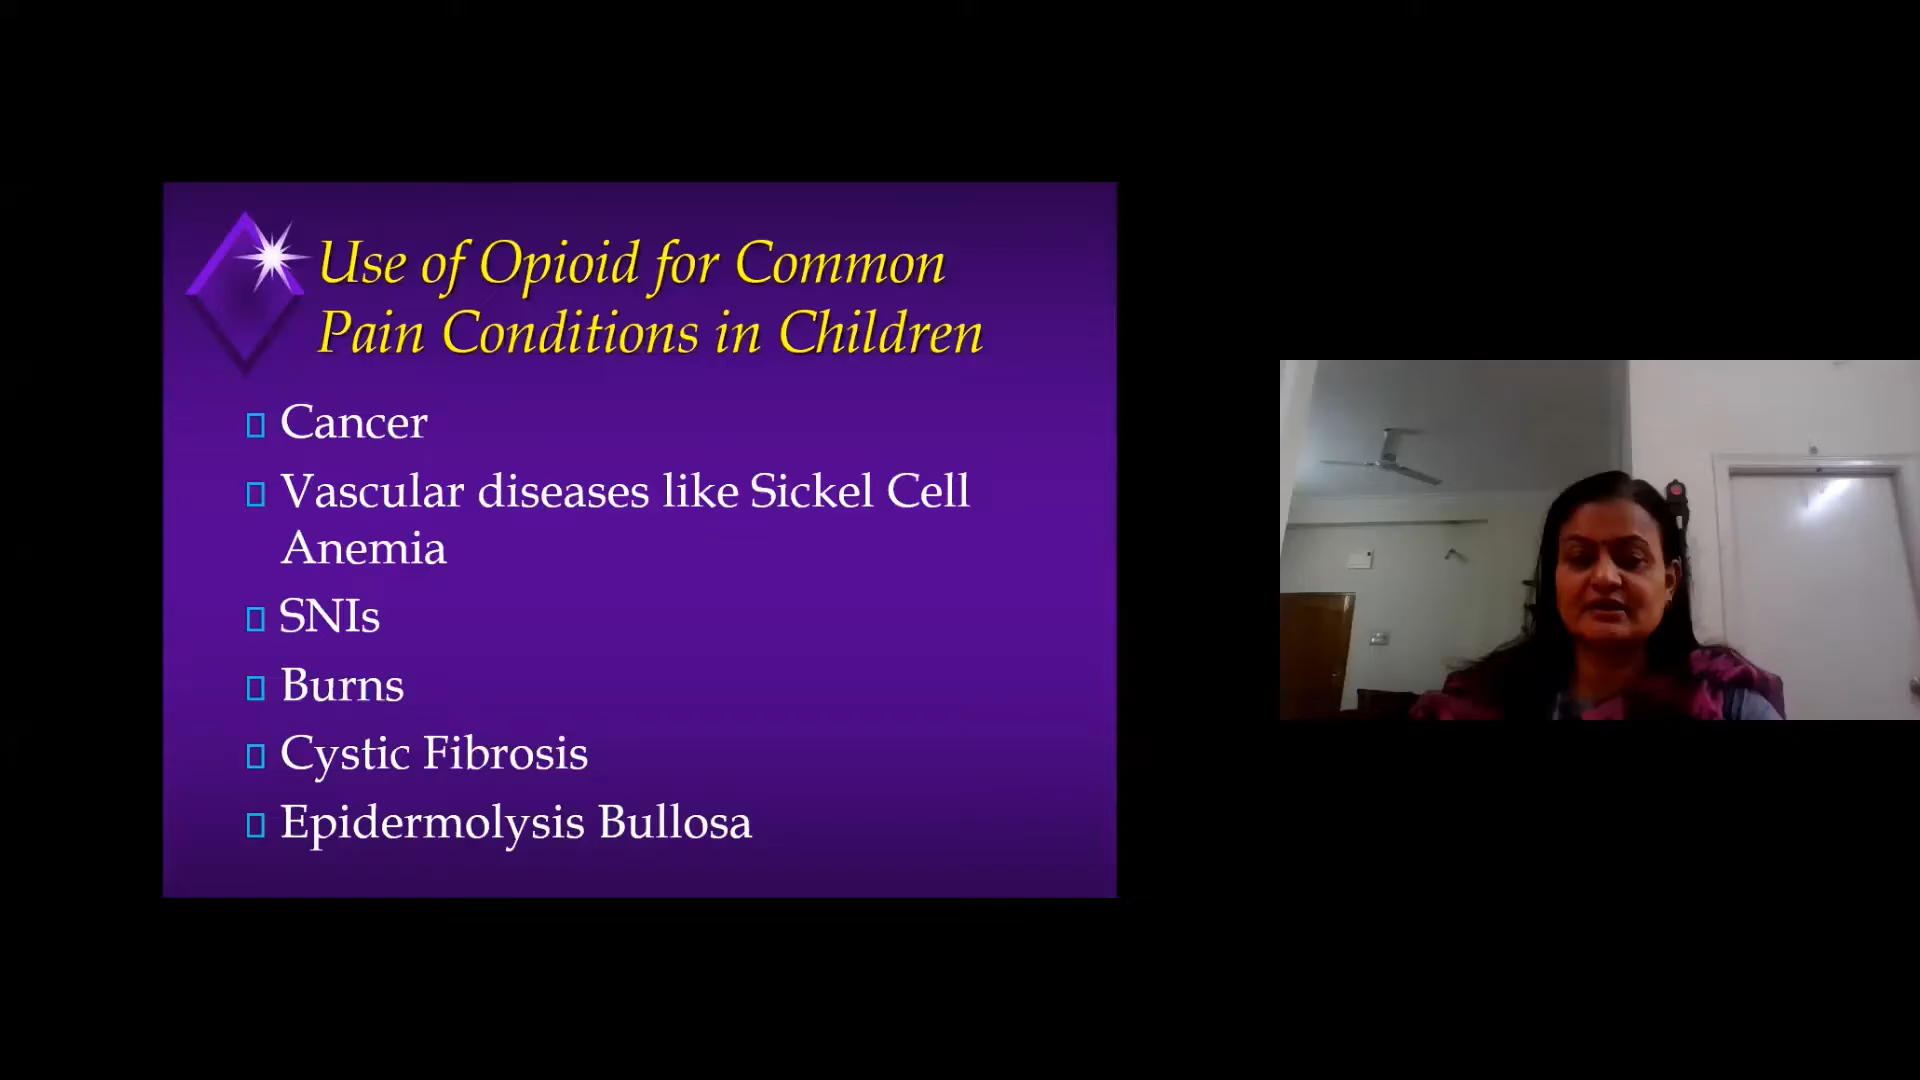 Use of Opioid for Common
Pain Conditions in Children
Cancer
Vascular diseases like Sickel Cell
Anemia
SNIs
Burns
Cystic Fibrosis
Epidermolysis Bullosa